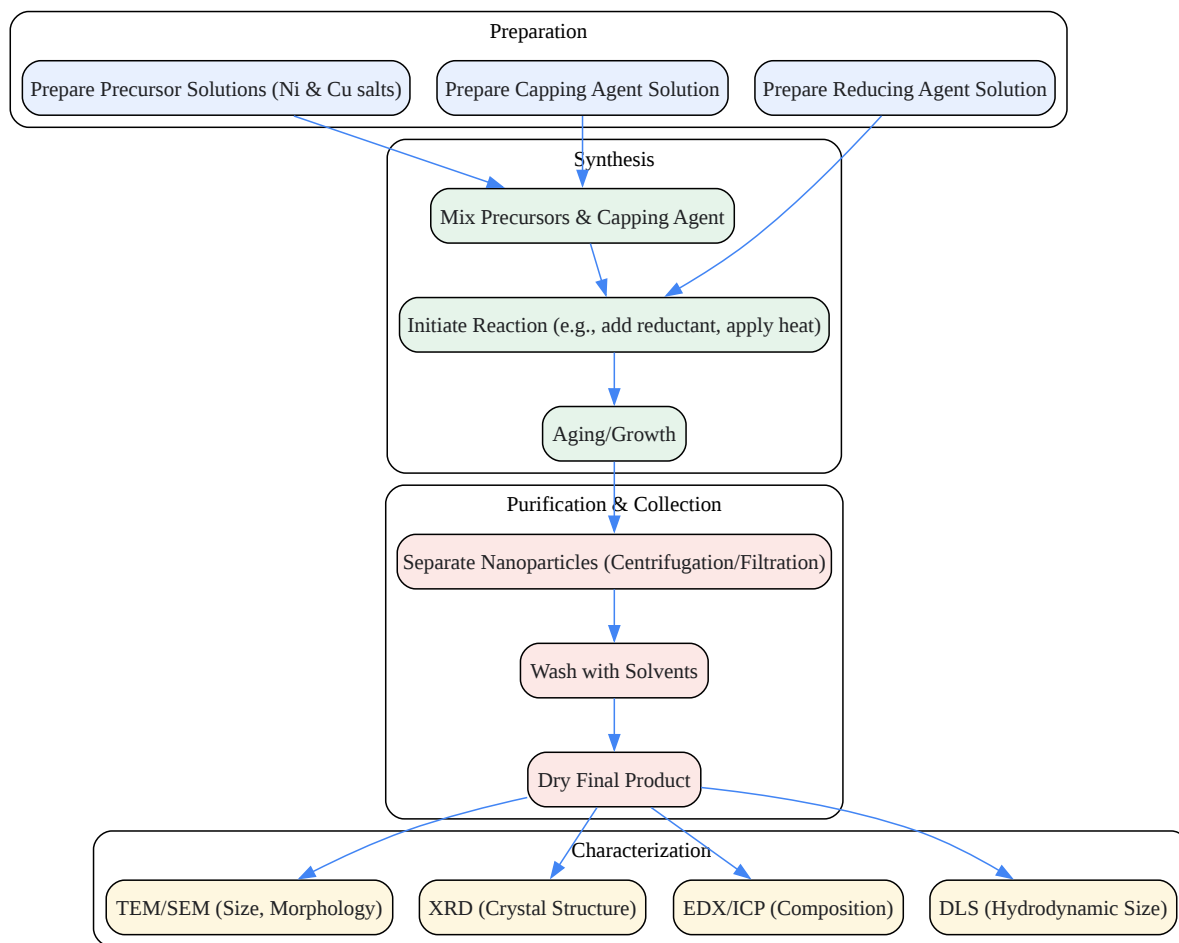 Preparation
Prepare Precursor Solutions (Ni & Cu salts)
Prepare Capping Agent Solution
Prepare Reducing Agent Solution
Synthesis
Mix Precursors & Capping Agent
Initiate Reaction (e.g., add reductant, apply heat)
Aging/Growth
Purification & Collection
Separate Nanoparticles (Centrifugation/Filtration)
Wash with Solvents
Dry Final Product
Characterization
TEM/SEM (Size, Morphology)
XRD (Crystal Structure)
EDX/ICP (Composition)
DLS (Hydrodynamic Size)